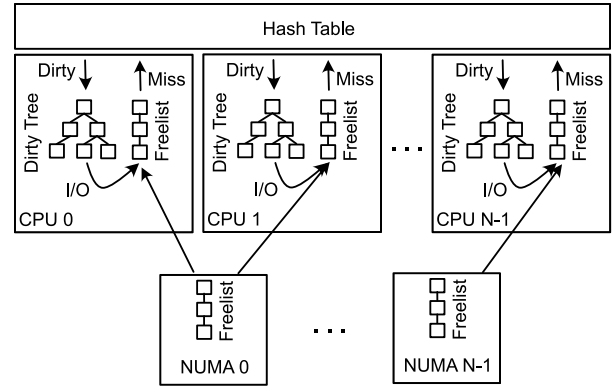 Hash Table
Dirty
Miss
Dirty Tree
Freelist
I/O
CPU 0
Dirty
Miss
Dirty Tree
Freelist
I/O
CPU 1
...
Dirty
Miss
Dirty Tree
Freelist
I/O
CPU N-1
Freelist
NUMA 0
...
Freelist
NUMA N-1